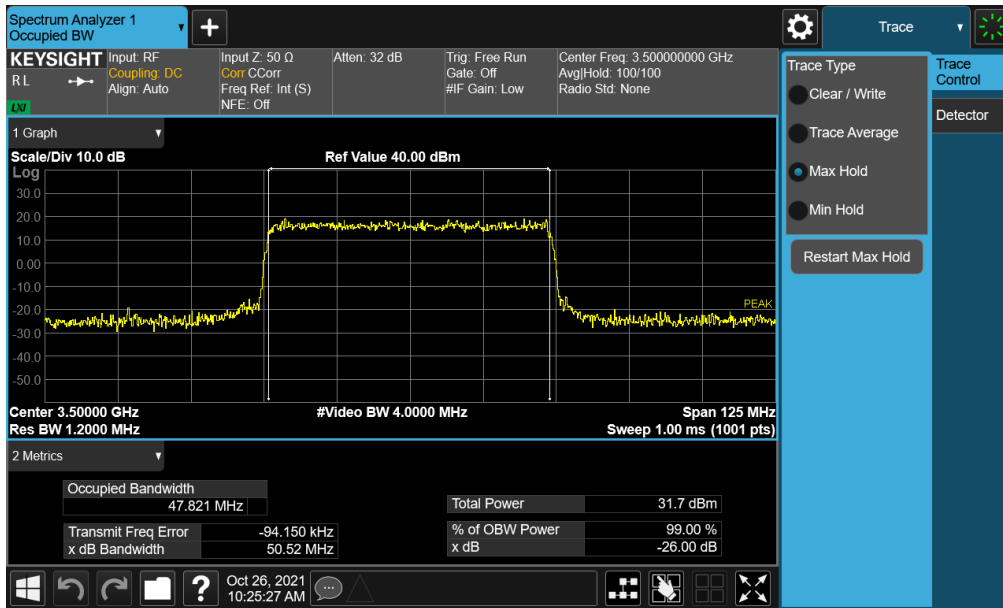 Spectrum Analyzer 1
Occupied BW
Trace
KEYSIGHT
R L
LXI
Input: RF
Coupling: DC
Align: Auto
Input Z: 50 Ω
Corr CCorr
Freq Ref: Int (S)
NFE: Off
Atten: 32 dB
Trig: Free Run
Gate: Off
#IF Gain: Low
Center Freq: 3.500000000 GHz
Avg|Hold: 100/100
Radio Std: None
Trace Type
Clear / Write
Trace Average
Max Hold
Min Hold
Restart Max Hold
Trace
Control
Detector
1 Graph
Scale/Div 10.0 dB
Ref Value 40.00 dBm
Log
30.0
20.0
10.0
0.00
-10.0
-20.0
-30.0
-40.0
-50.0
PEAK
Center 3.50000 GHz
#Video BW 4.0000 MHz
Span 125 MHz
Res BW 1.2000 MHz
Sweep 1.00 ms (1001 pts)
2 Metrics
Occupied Bandwidth
47.821 MHz
Transmit Freq Error -94.150 kHz
x dB Bandwidth 50.52 MHz
Total Power 31.7 dBm
% of OBW Power 99.00 %
x dB -26.00 dB
?
Oct 26, 2021
10:25:27 AM